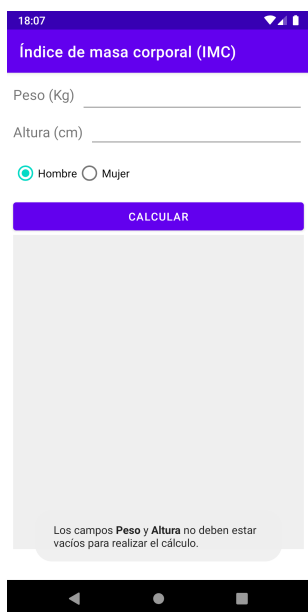 18:07
Índice de masa corporal (IMC)
Peso (Kg)
Altura (cm)
Hombre Mujer
CALCULAR
Los campos Peso y Altura no deben estar
vacíos para realizar el cálculo.